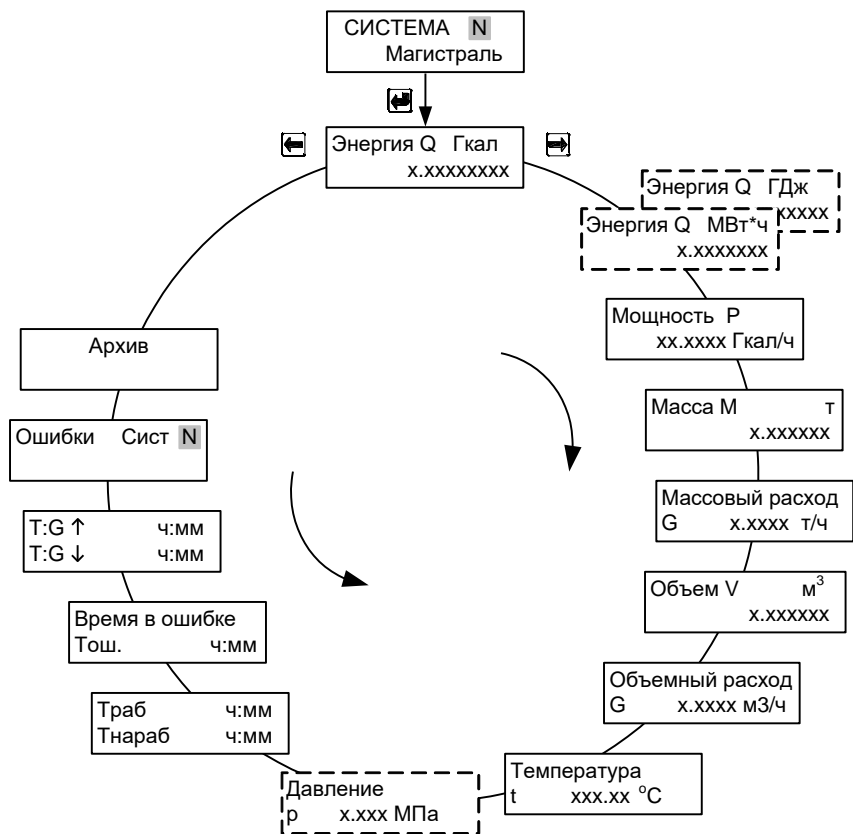 СИСТЕМА N
Магистраль
Энергия Q Гкал
x.xxxxxxxx
Энергия Q ГДж
xxxxx
Энергия Q МВт*ч
x.xxxxxxx
Мощность P
xx.xxxx Гкал/ч
Масса M т
x.xxxxxx
Массовый расход
G x.xxxx т/ч
Объем V м³
x.xxxxxx
Объемный расход
G x.xxxx м3/ч
Температура
t xxx.xx °C
Давление
p x.xxx МПа
Траб ч:мм
Тнараб ч:мм
Время в ошибке
Тош. ч:мм
T:G ↑ ч:мм
T:G ↓ ч:мм
Ошибки Сист N
Архив